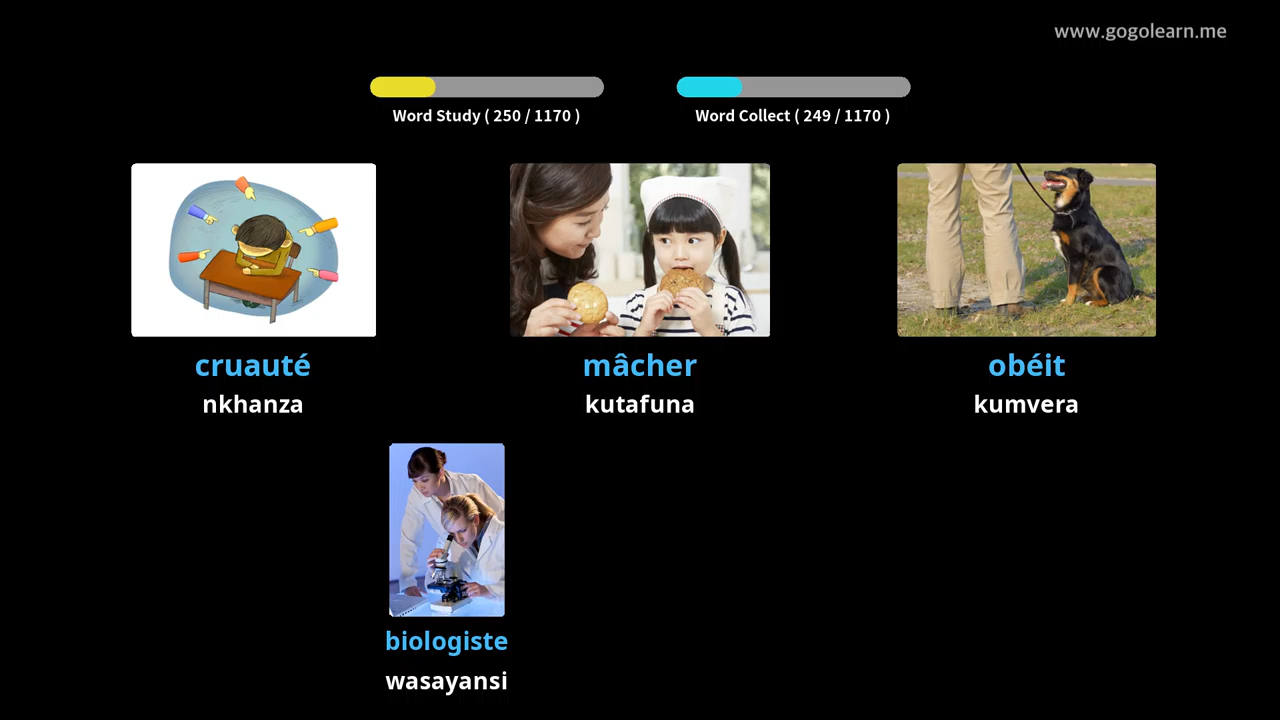 www.gogolearn.me
Word Study ( 250 / 1170 )
Word Collect ( 249 / 1170 )
cruauté
nkhanza
mâcher
kutafuna
obéit
kumvera
biologiste
wasayansi